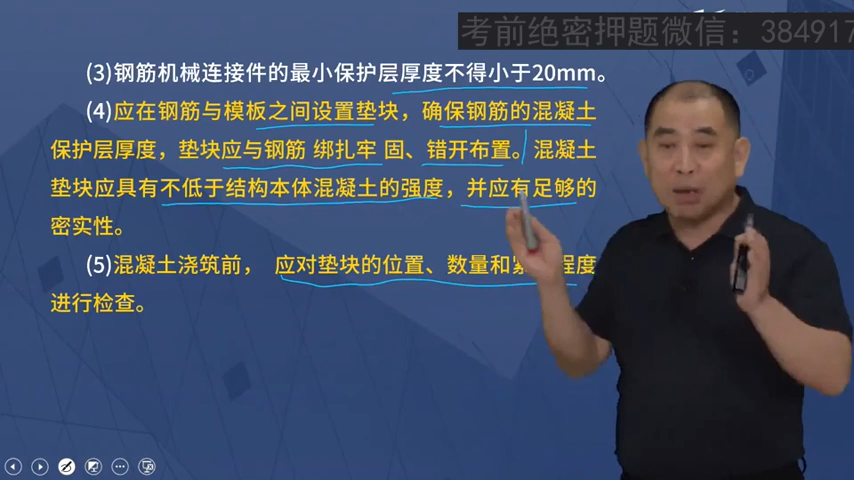 考前绝密押题微信：384917
(3)钢筋机械连接件的最小保护层厚度不得小于20mm。
(4)应在钢筋与模板之间设置垫块，确保钢筋的混凝土
保护层厚度，垫块应与钢筋 绑扎牢 固、错开布置。混凝土
垫块应具有不低于结构本体混凝土的强度，并应有足够的
密实性。
(5)混凝土浇筑前， 应对垫块的位置、数量和紧 程度
进行检查。